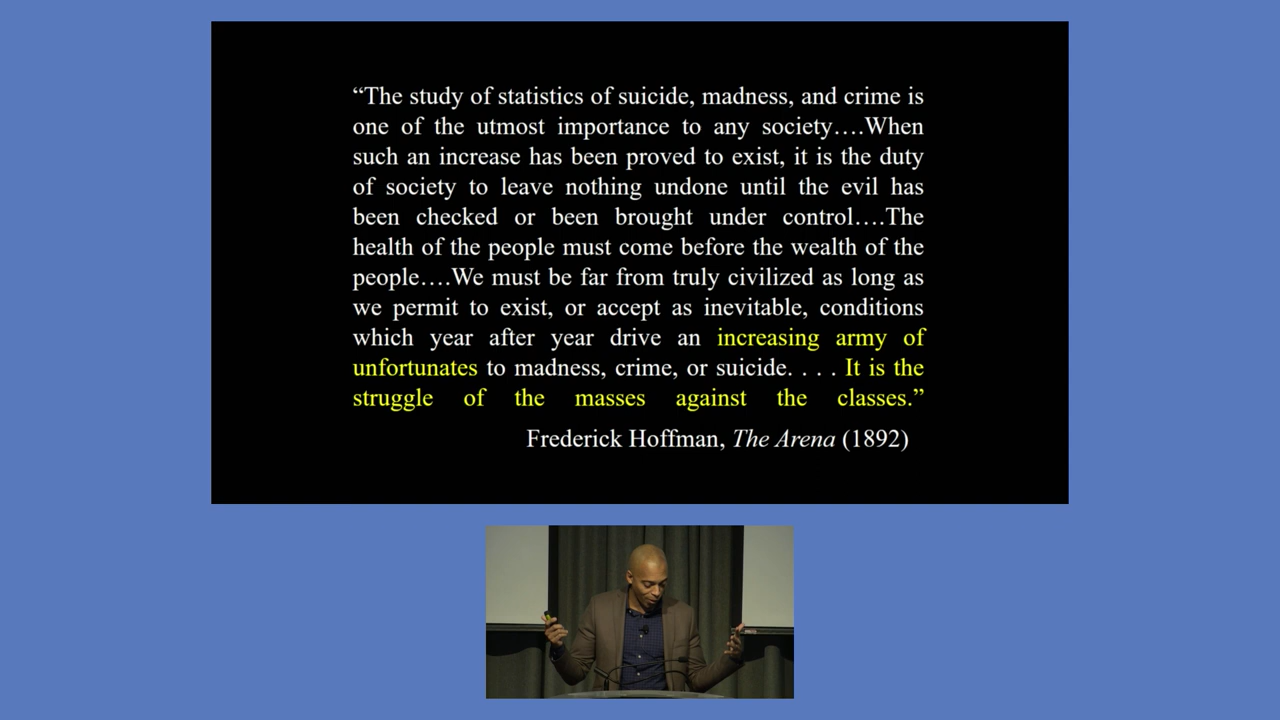 “The study of statistics of suicide, madness, and crime is
one of the utmost importance to any society….When
such an increase has been proved to exist, it is the duty
of society to leave nothing undone until the evil has
been checked or been brought under control….The
health of the people must come before the wealth of the
people….We must be far from truly civilized as long as
we permit to exist, or accept as inevitable, conditions
which year after year drive an increasing army of
unfortunates to madness, crime, or suicide. . . . It is the
struggle of the masses against the classes.”
Frederick Hoffman, The Arena (1892)